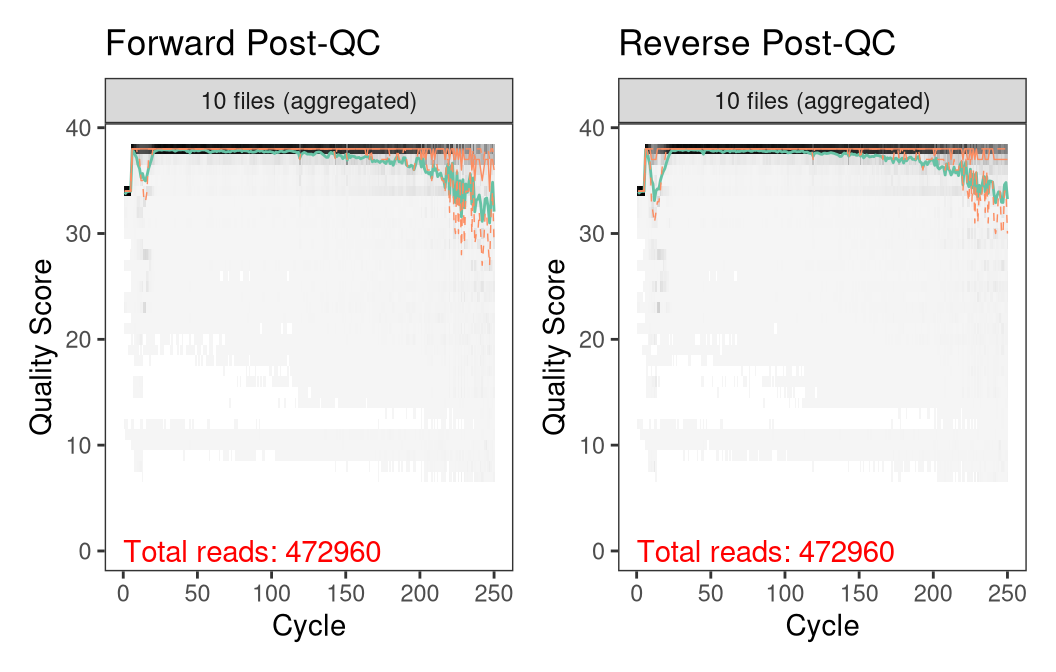 Forward Post-QC
10 files (aggregated)
Quality Score
40
30
20
10
0
Total reads: 472960
0 50 100 150 200 250
Cycle
Reverse Post-QC
10 files (aggregated)
Quality Score
40
30
20
10
0
Total reads: 472960
0 50 100 150 200 250
Cycle